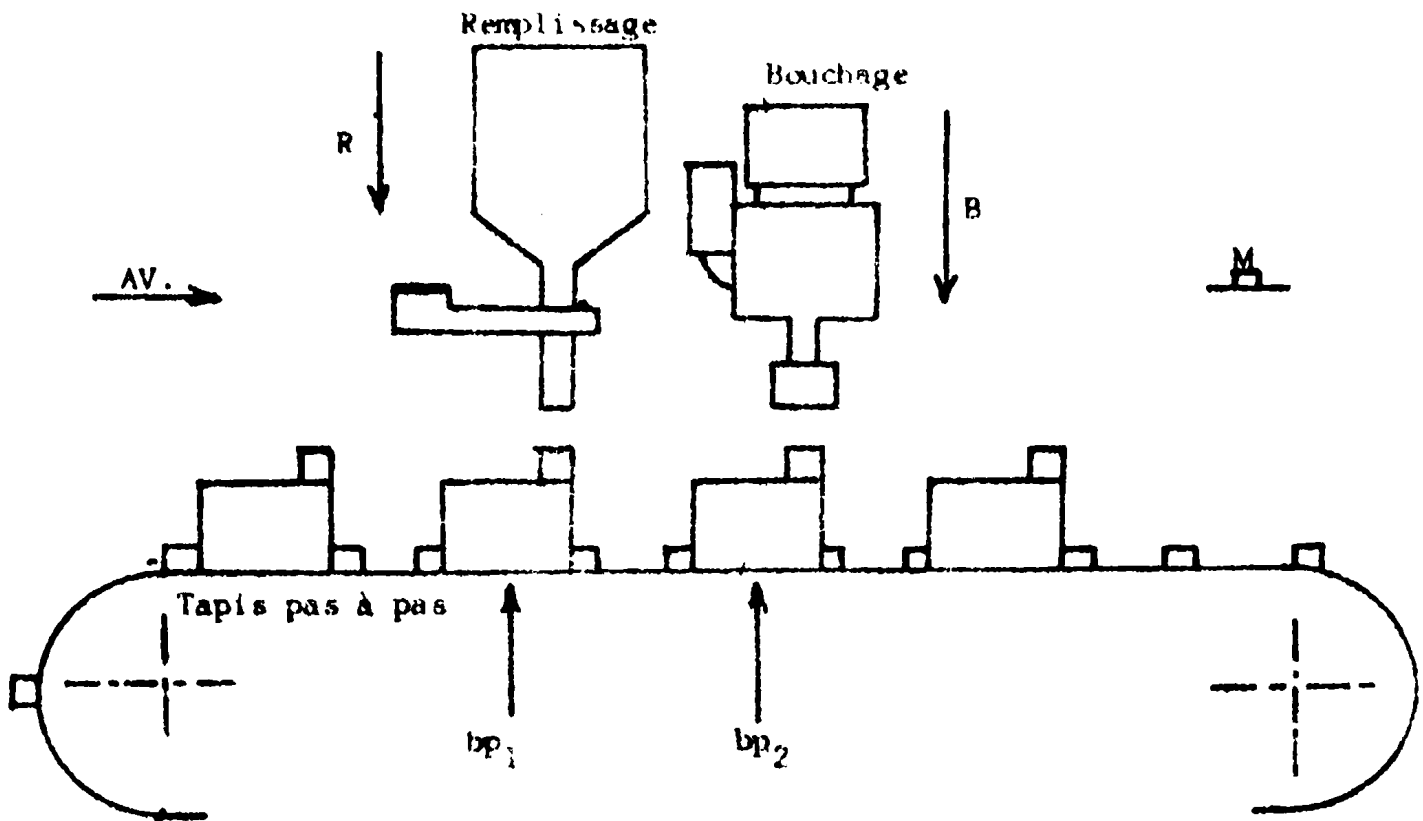 Remplissage
Bouchage
R
B
AV.
M
Tapis pas à pas
bp1
bp2